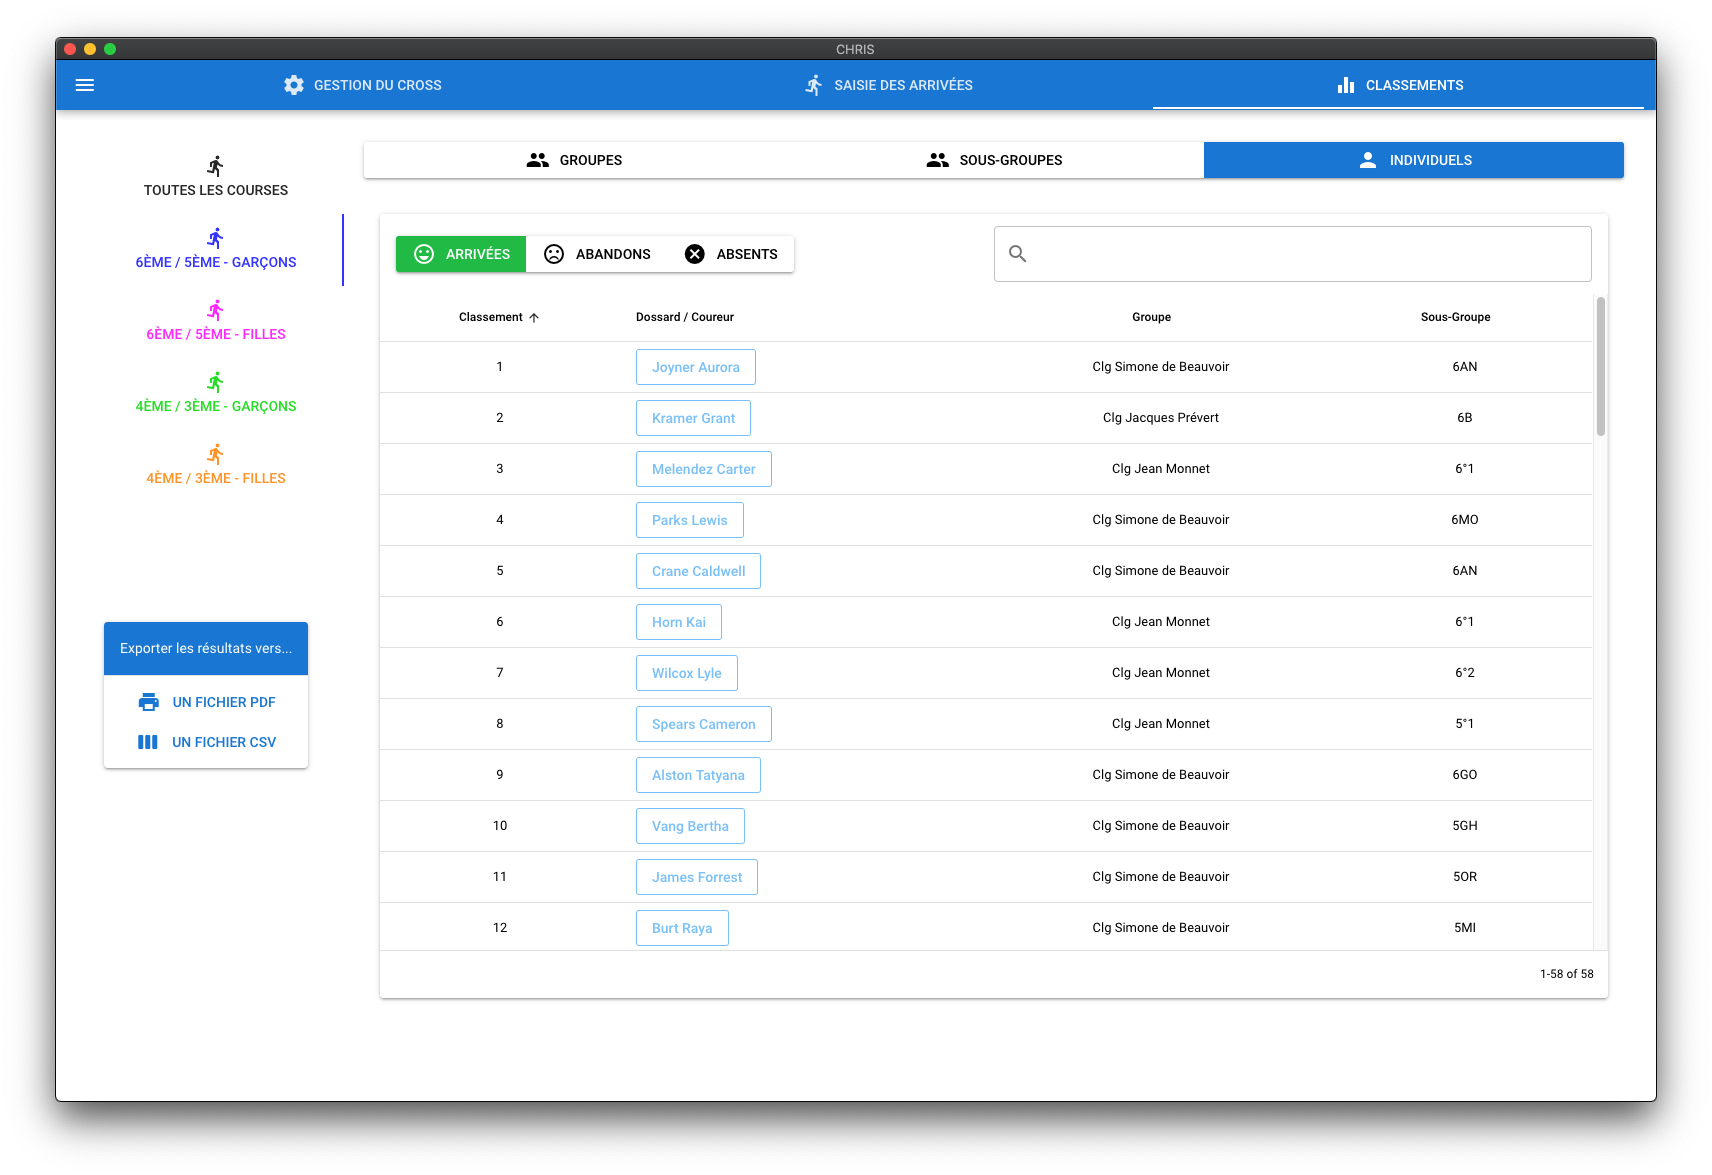 CHRIS
GESTION DU CROSS SAISIE DES ARRIVÉES CLASSEMENTS
TOUTES LES COURSES
6ÈME / 5ÈME - GARÇONS
6ÈME / 5ÈME - FILLES
4ÈME / 3ÈME - GARÇONS
4ÈME / 3ÈME - FILLES
Exporter les résultats vers...
UN FICHIER PDF
UN FICHIER CSV
GROUPES SOUS-GROUPES INDIVIDUELS
ARRIVÉES ABANDONS ABSENTS
Classement Dossard / Coureur Groupe Sous-Groupe
1 Joyner Aurora Clg Simone de Beauvoir 6AN
2 Kramer Grant Clg Jacques Prévert 6B
3 Melendez Carter Clg Jean Monnet 6°1
4 Parks Lewis Clg Simone de Beauvoir 6MO
5 Crane Caldwell Clg Simone de Beauvoir 6AN
6 Horn Kai Clg Jean Monnet 6°1
7 Wilcox Lyle Clg Jean Monnet 6°2
8 Spears Cameron Clg Jean Monnet 5°1
9 Alston Tatyana Clg Simone de Beauvoir 6GO
10 Vang Bertha Clg Simone de Beauvoir 5GH
11 James Forrest Clg Simone de Beauvoir 5OR
12 Burt Raya Clg Simone de Beauvoir 5MI
1-58 of 58